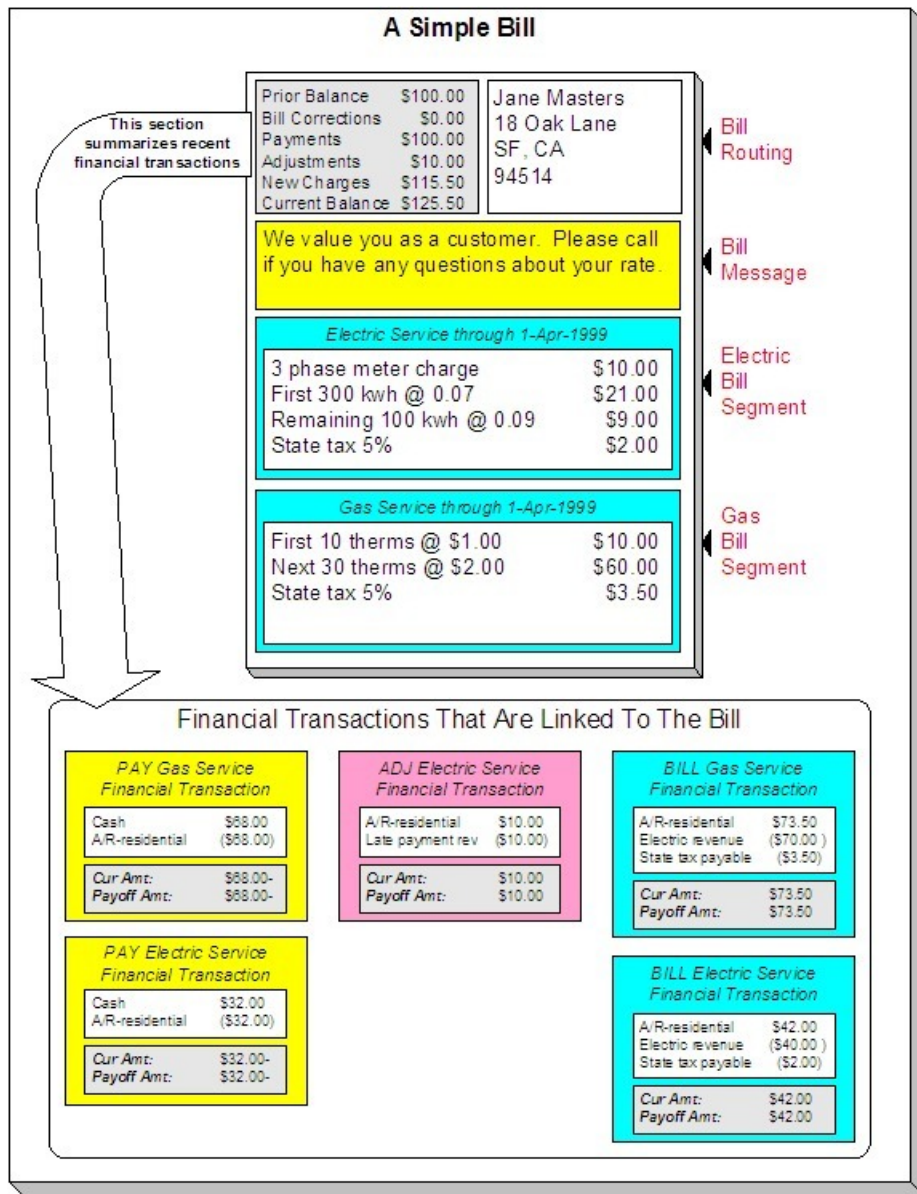 A Simple Bill
This section
summarizes recent
financial transactions
Prior Balance $100.00
Bill Corrections $0.00
Payments $100.00
Adjustments $10.00
New Charges $115.50
Current Balance $125.50
Jane Masters
18 Oak Lane
SF, CA
94514
Bill
Routing
We value you as a customer. Please call
if you have any questions about your rate.
Bill
Message
Electric Service through 1-Apr-1999
3 phase meter charge $10.00
First 300 kwh @ 0.07 $21.00
Remaining 100 kwh @ 0.09 $9.00
State tax 5% $2.00
Electric
Bill
Segment
Gas Service through 1-Apr-1999
First 10 therms @ $1.00 $10.00
Next 30 therms @ $2.00 $60.00
State tax 5% $3.50
Gas
Bill
Segment
Financial Transactions That Are Linked To The Bill
PAY Gas Service
Financial Transaction
Cash $68.00
A/R-residential ($68.00)
Cur Amt: $68.00-
Payoff Amt: $68.00-
PAY Electric Service
Financial Transaction
Cash $32.00
A/R-residential ($32.00)
Cur Amt: $32.00-
Payoff Amt: $32.00-
ADJ Electric Service
Financial Transaction
A/R-residential $10.00
Late payment rev ($10.00)
Cur Amt: $10.00
Payoff Amt: $10.00
BILL Gas Service
Financial Transaction
A/R-residential $73.50
Electric revenue ($70.00 )
State tax payable ($3.50)
Cur Amt: $73.50
Payoff Amt: $73.50
BILL Electric Service
Financial Transaction
A/R-residential $42.00
Electric revenue ($40.00 )
State tax payable ($2.00)
Cur Amt: $42.00
Payoff Amt: $42.00